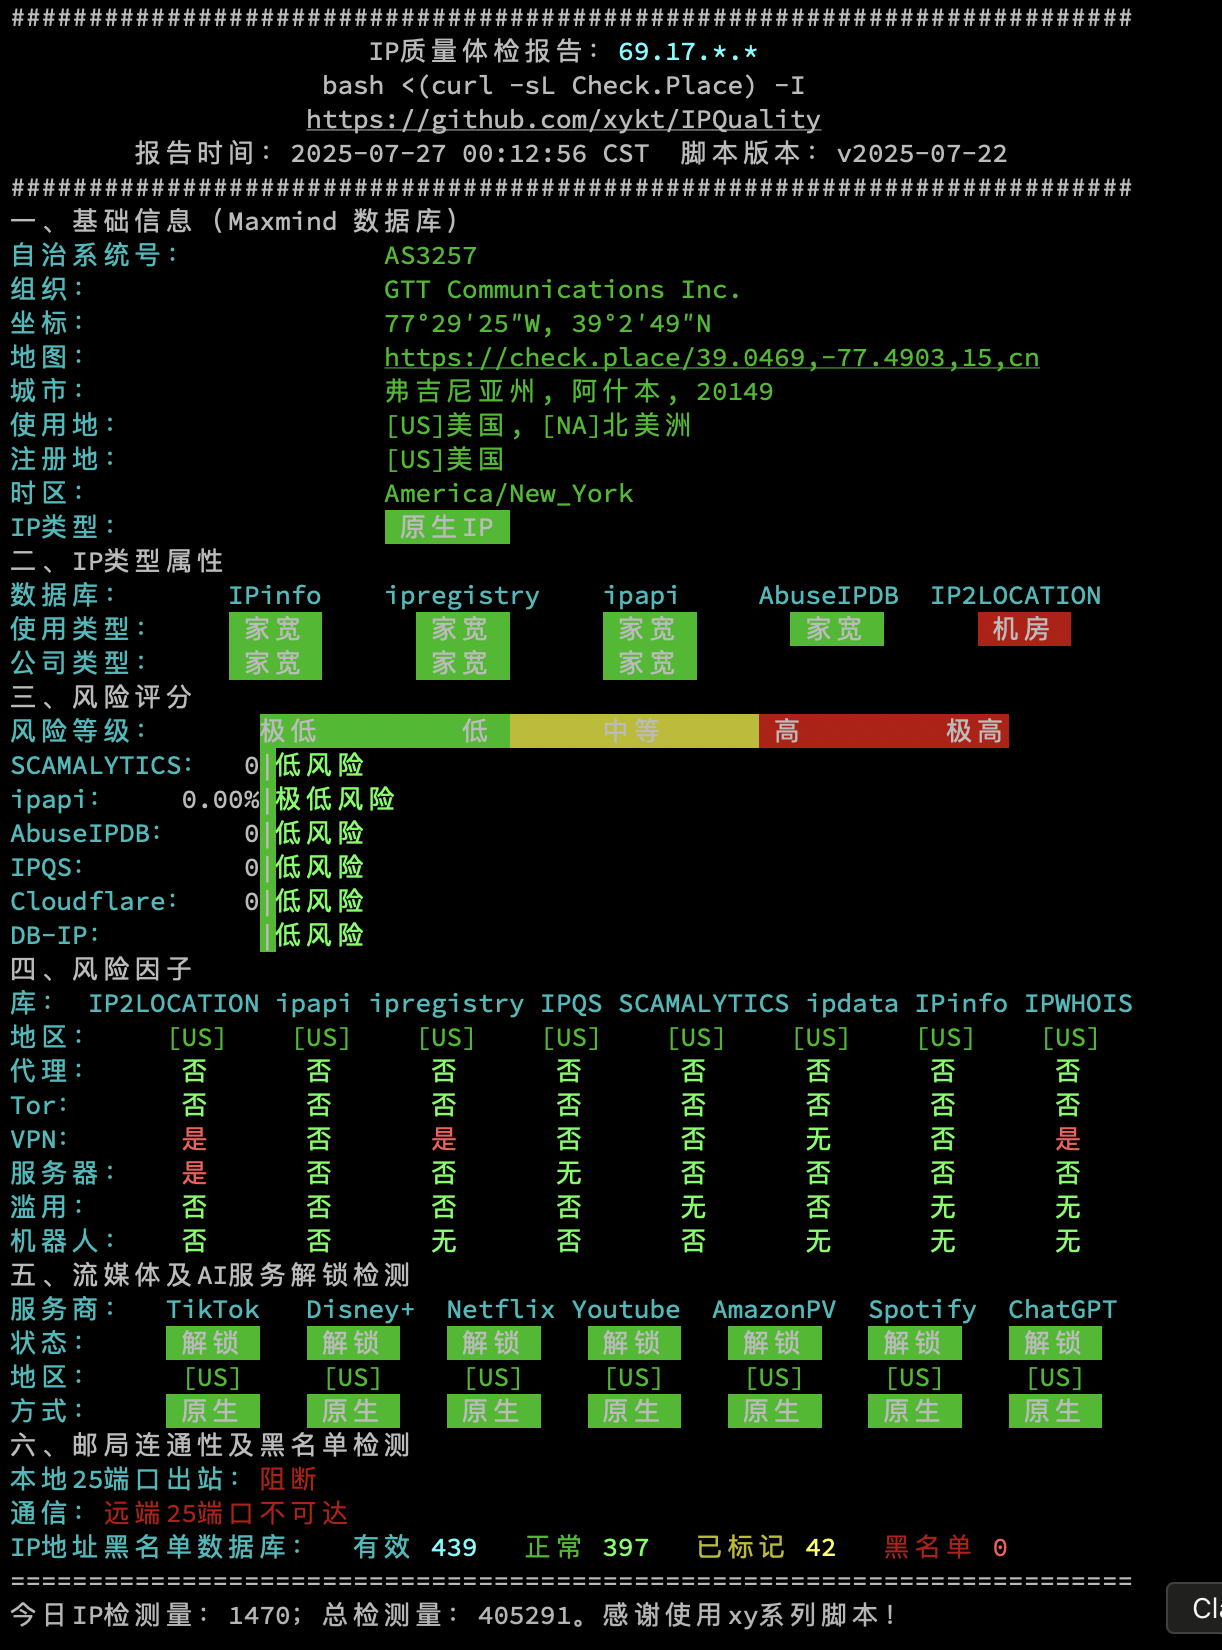 ########################################################################
IP质量体检报告：69.17.*.*
bash <(curl -sL Check.Place) -I
https://github.com/xykt/IPQuality
报告时间：2025-07-27 00:12:56 CST 脚本版本：v2025-07-22
########################################################################
一、基础信息（Maxmind 数据库）
自治系统号： AS3257
组织： GTT Communications Inc.
坐标： 77°29′25″W, 39°2′49″N
地图： https://check.place/39.0469,-77.4903,15,cn
城市： 弗吉尼亚州, 阿什本, 20149
使用地： [US]美国, [NA]北美洲
注册地： [US]美国
时区： America/New_York
IP类型： 原生IP
二、IP类型属性
数据库： IPinfo ipregistry ipapi AbuseIPDB IP2LOCATION
使用类型： 家宽 家宽 家宽 家宽 机房
公司类型： 家宽 家宽 家宽
三、风险评分
风险等级： 极低 低 中等 高 极高
SCAMALYTICS： 0|低风险
ipapi： 0.00%|极低风险
AbuseIPDB： 0|低风险
IPQS： 0|低风险
Cloudflare： 0|低风险
DB-IP： |低风险
四、风险因子
库： IP2LOCATION ipapi ipregistry IPQS SCAMALYTICS ipdata IPinfo IPWHOIS
地区： [US] [US] [US] [US] [US] [US] [US] [US]
代理： 否 否 否 否 否 否 否 否
Tor： 否 否 否 否 否 否 否 否
VPN： 是 否 是 否 否 无 否 是
服务器： 是 否 否 无 否 否 否 否
滥用： 否 否 否 否 无 否 无 无
机器人： 否 否 无 否 否 无 无 无
五、流媒体及AI服务解锁检测
服务商： TikTok Disney+ Netflix Youtube AmazonPV Spotify ChatGPT
状态： 解锁 解锁 解锁 解锁 解锁 解锁 解锁
地区： [US] [US] [US] [US] [US] [US] [US]
方式： 原生 原生 原生 原生 原生 原生 原生
六、邮局连通性及黑名单检测
本地25端口出站：阻断
通信：远端25端口不可达
IP地址黑名单数据库： 有效 439 正常 397 已标记 42 黑名单 0
========================================================================
今日IP检测量：1470；总检测量：405291。感谢使用xy系列脚本！